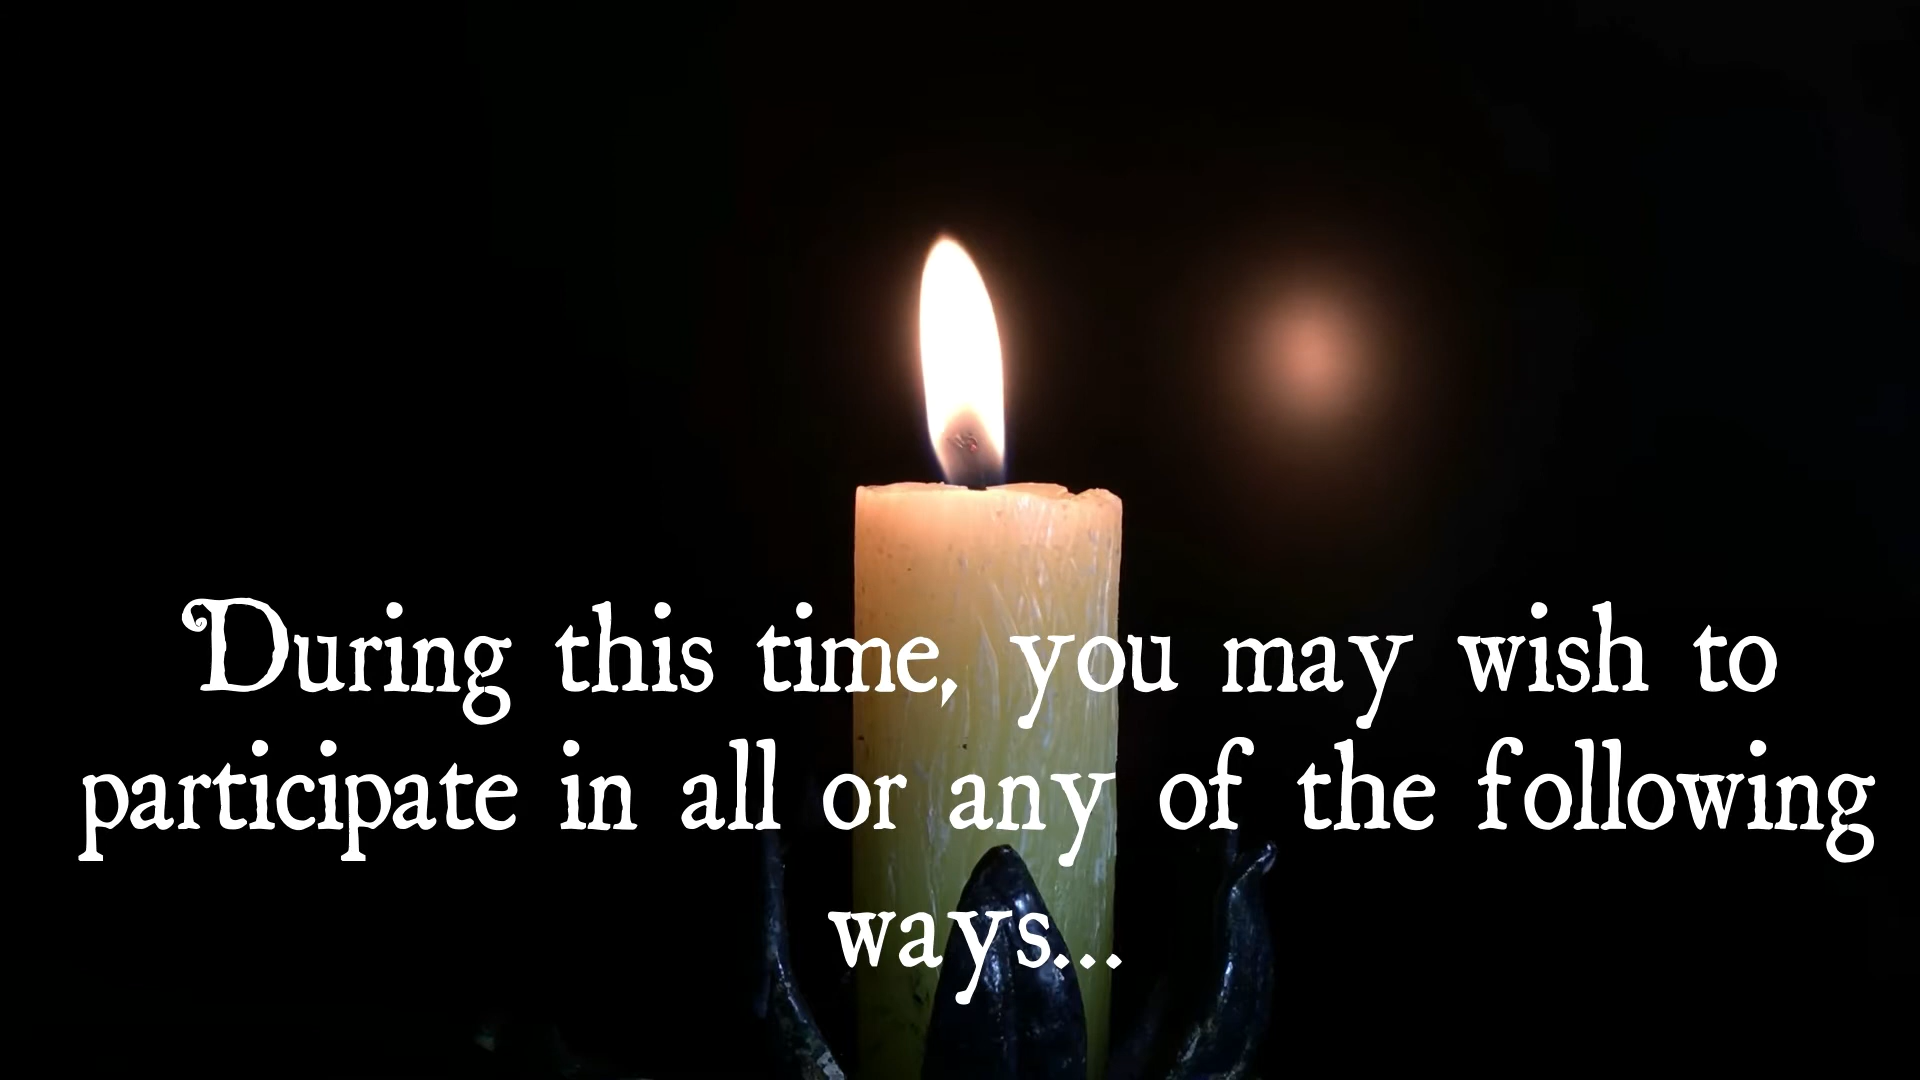 During this time, you may wish to
participate in all or any of the following
ways...